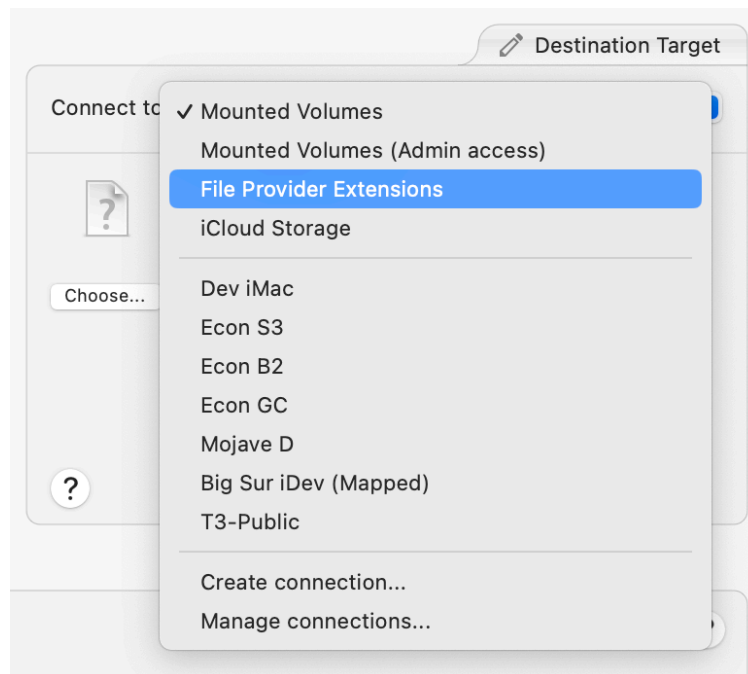 Destination Target
Connect to
✓ Mounted Volumes
Mounted Volumes (Admin access)
File Provider Extensions
iCloud Storage
?
Choose...
Dev iMac
Econ S3
Econ B2
Econ GC
Mojave D
Big Sur iDev (Mapped)
T3-Public
?
Create connection...
Manage connections...